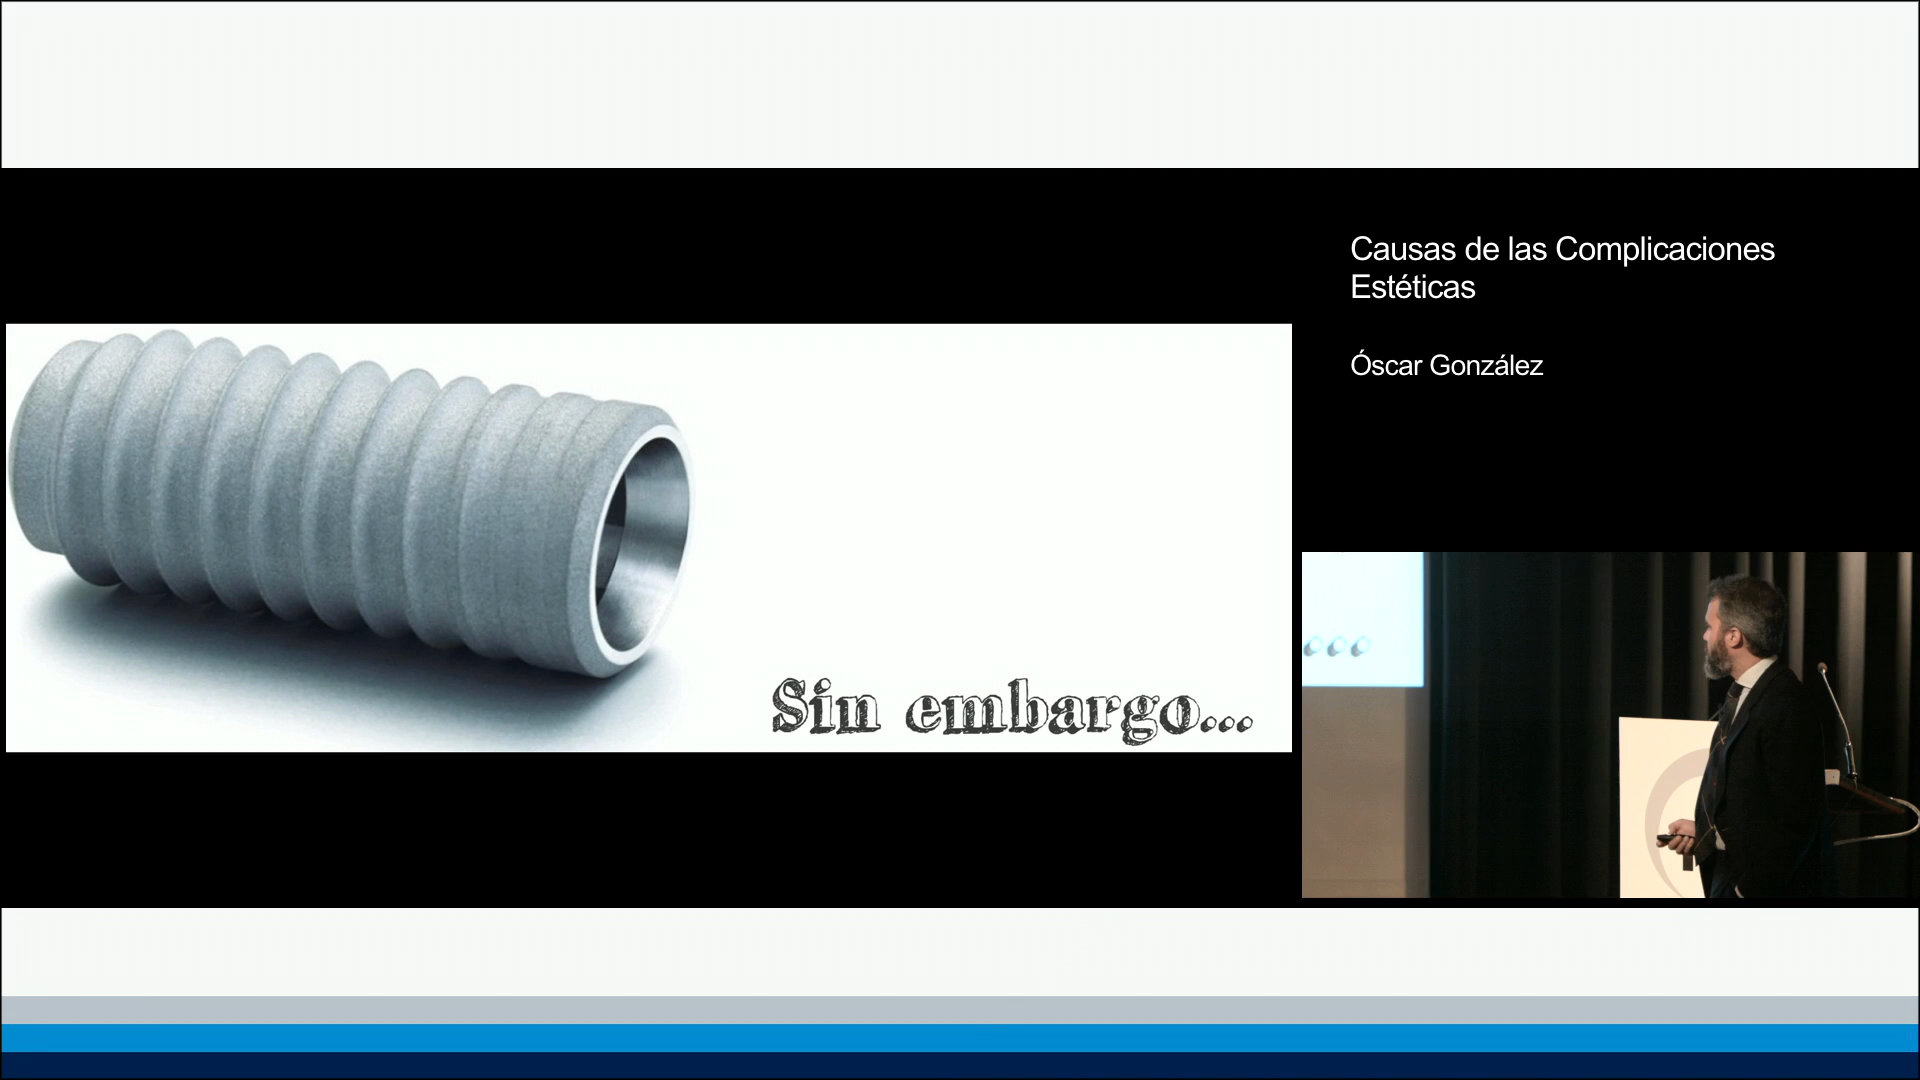 Causas de las Complicaciones
Estéticas
Óscar González
Sin embargo...